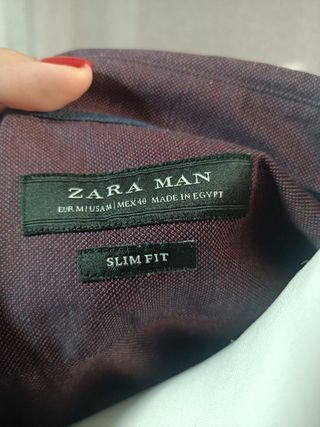 ZARA MAN
EUR M | USA M | MEX 40 MADE IN EGYPT
SLIM FIT